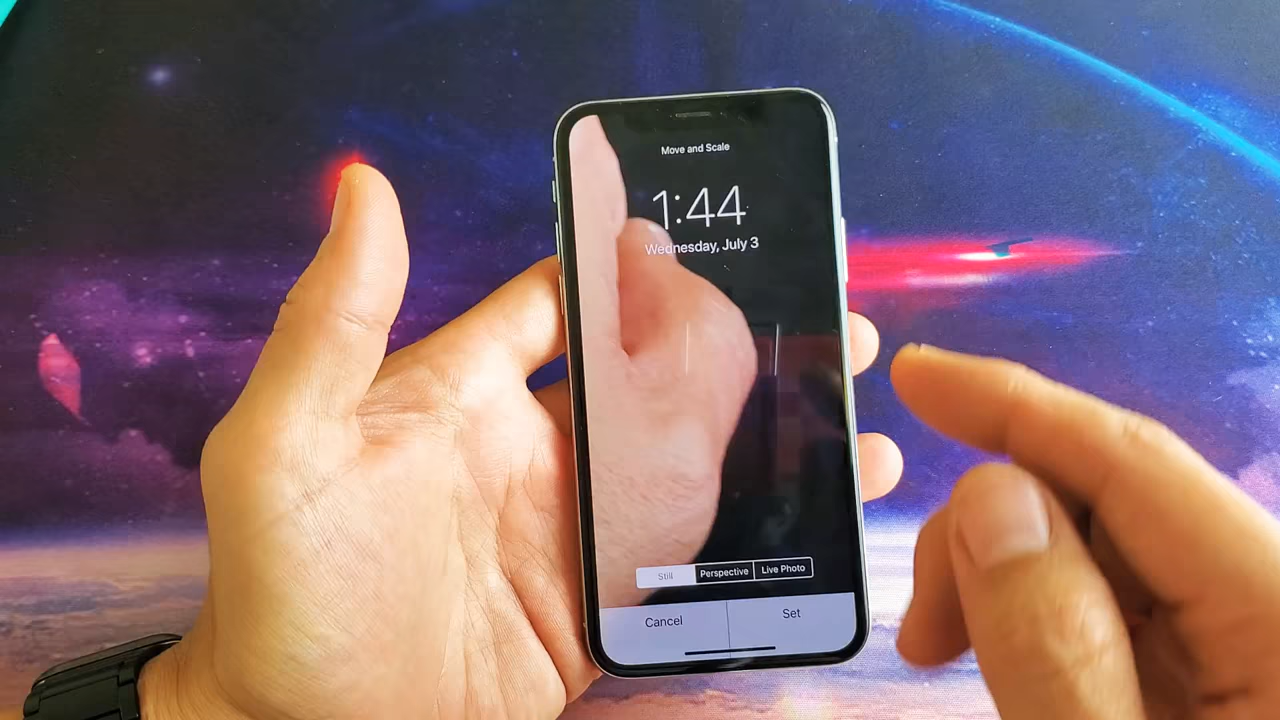 Move and Scale
1:44
Wednesday, July 3
Still Perspective Live Photo
Cancel Set